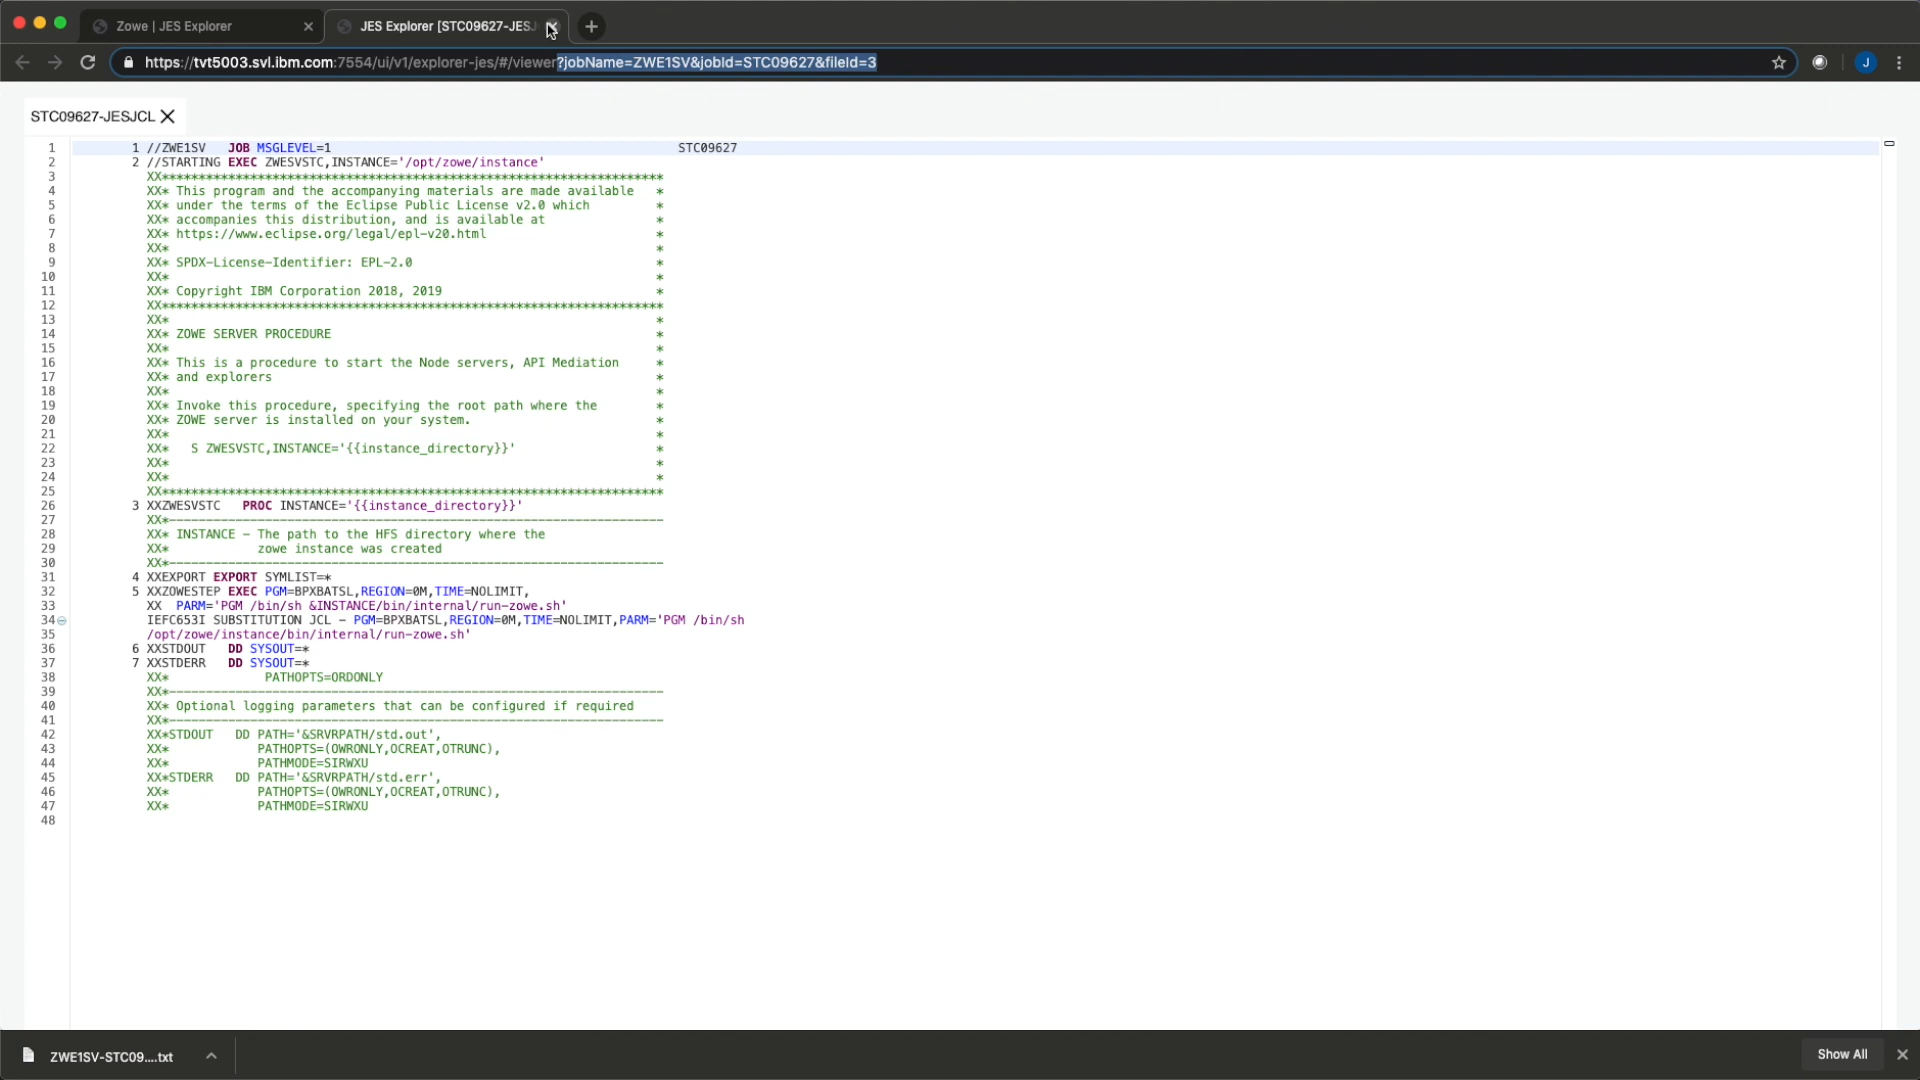 Zowe | JES Explorer
JES Explorer [STC09627-JESJ
https://tvt5003.svl.ibm.com:7554/ui/v1/explorer-jes/#/viewer?jobName=ZWE1SV&jobId=STC09627&fileId=3
J
STC09627-JESJCL
1 1 //ZWE1SV   JOB MSGLEVEL=1 STC09627
2 2 //STARTING EXEC ZWESVSTC,INSTANCE='/opt/zowe/instance'
3 XX*******************************************************************
4 XX* This program and the accompanying materials are made available *
5 XX* under the terms of the Eclipse Public License v2.0 which *
6 XX* accompanies this distribution, and is available at *
7 XX* https://www.eclipse.org/legal/epl-v20.html *
8 XX* *
9 XX* SPDX-License-Identifier: EPL-2.0 *
10 XX* *
11 XX* Copyright IBM Corporation 2018, 2019 *
12 XX*******************************************************************
13 XX* *
14 XX* ZOWE SERVER PROCEDURE *
15 XX* *
16 XX* This is a procedure to start the Node servers, API Mediation *
17 XX* and explorers *
18 XX* *
19 XX* Invoke this procedure, specifying the root path where the *
20 XX* ZOWE server is installed on your system. *
21 XX* *
22 XX*   S ZWESVSTC,INSTANCE='{{instance_directory}}' *
23 XX* *
24 XX* *
25 XX*******************************************************************
26 3 XXZWESVSTC   PROC INSTANCE='{{instance_directory}}'
27 XX*-------------------------------------------------------------------
28 XX* INSTANCE - The path to the HFS directory where the
29 XX*            zowe instance was created
30 XX*-------------------------------------------------------------------
31 4 XXEXPORT EXPORT SYMLIST=*
32 5 XXZOWESTEP EXEC PGM=BPXBATSL,REGION=0M,TIME=NOLIMIT,
33 XX  PARM='PGM /bin/sh &INSTANCE/bin/internal/run-zowe.sh'
34 IEFC653I SUBSTITUTION JCL - PGM=BPXBATSL,REGION=0M,TIME=NOLIMIT,PARM='PGM /bin/sh
35 /opt/zowe/instance/bin/internal/run-zowe.sh'
36 6 XXSTDOUT   DD SYSOUT=*
37 7 XXSTDERR   DD SYSOUT=*
38 XX*             PATHOPTS=ORDONLY
39 XX*-------------------------------------------------------------------
40 XX* Optional logging parameters that can be configured if required
41 XX*-------------------------------------------------------------------
42 XX*STDOUT   DD PATH='&SRVRPATH/std.out',
43 XX*            PATHOPTS=(OWRONLY,OCREAT,OTRUNC),
44 XX*            PATHMODE=SIRWXU
45 XX*STDERR   DD PATH='&SRVRPATH/std.err',
46 XX*            PATHOPTS=(OWRONLY,OCREAT,OTRUNC),
47 XX*            PATHMODE=SIRWXU
48
ZWE1SV-STC09....txt
Show All